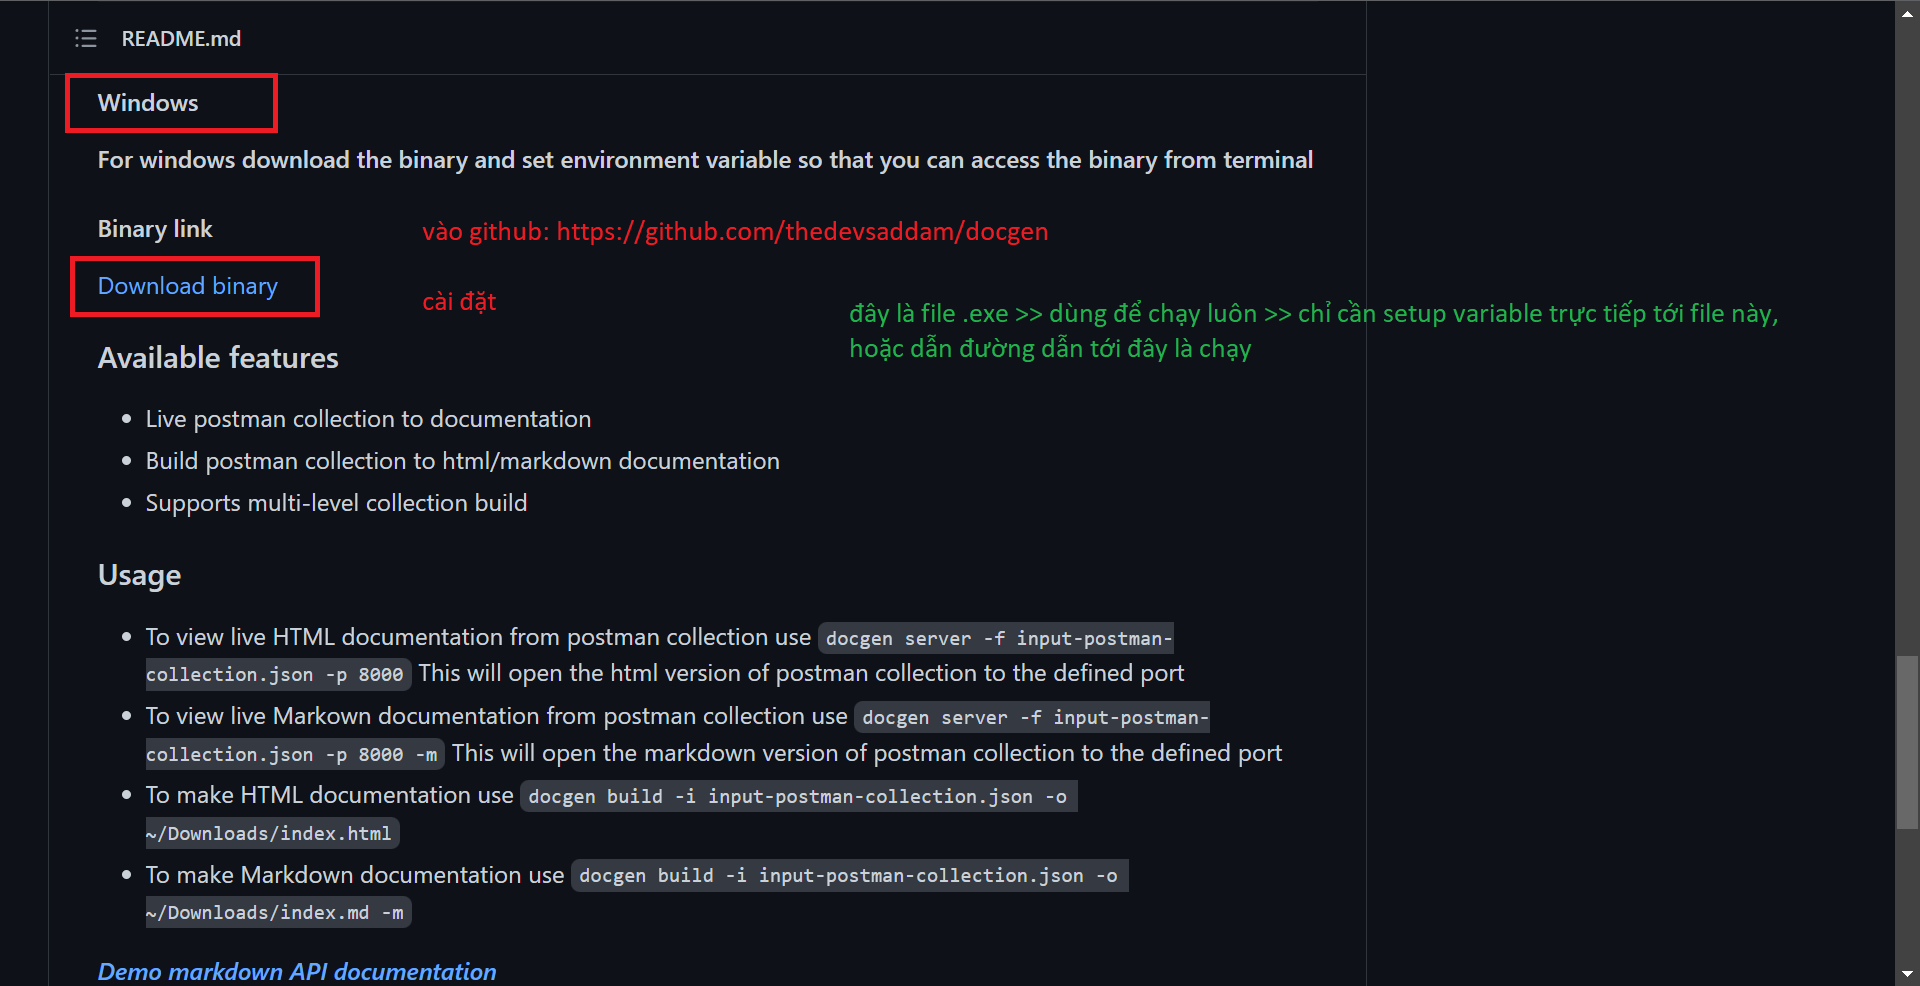 README.md
Windows
For windows download the binary and set environment variable so that you can access the binary from terminal
Binary link
vào github: https://github.com/thedevsaddam/docgen
Download binary
cài đặt
đây là file .exe >> dùng để chạy luôn >> chỉ cần setup variable trực tiếp tới file này,
hoặc dẫn đường dẫn tới đây là chạy
Available features
Live postman collection to documentation
Build postman collection to html/markdown documentation
Supports multi-level collection build
Usage
To view live HTML documentation from postman collection use docgen server -f input-postman-
collection.json -p 8000 This will open the html version of postman collection to the defined port
To view live Markown documentation from postman collection use docgen server -f input-postman-
collection.json -p 8000 -m This will open the markdown version of postman collection to the defined port
To make HTML documentation use docgen build -i input-postman-collection.json -o
~/Downloads/index.html
To make Markdown documentation use docgen build -i input-postman-collection.json -o
~/Downloads/index.md -m
Demo markdown API documentation